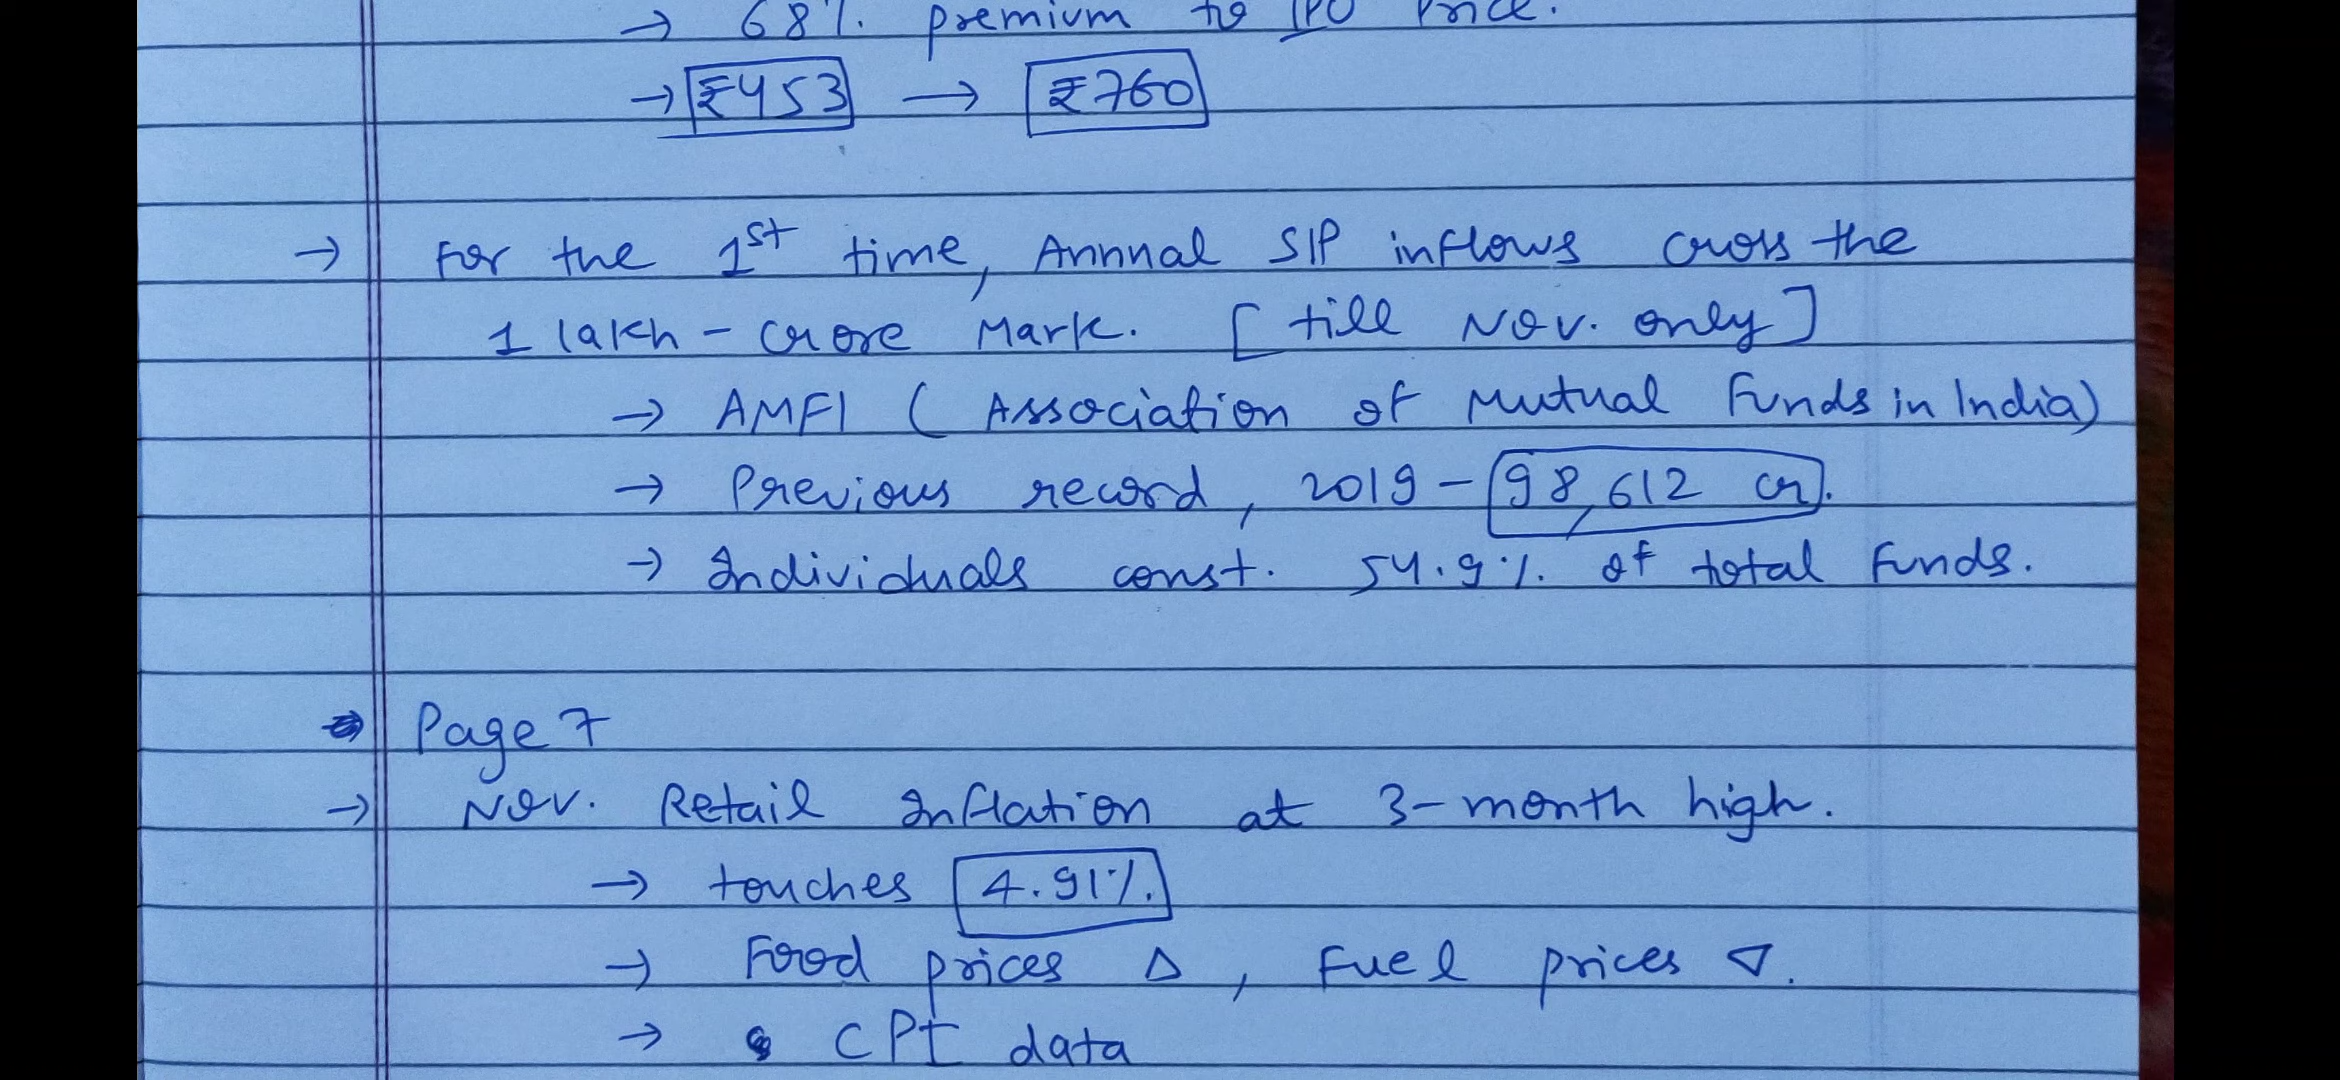 → 68%. premium to IPO Price.
→ ₹453 → ₹760
→ For the 1st time, Annual SIP inflows cross the
1 lakh-crore Mark. [till Nov. only]
→ AMFI (Association of Mutual Funds in India)
→ Previous record, 2019 - 98,612 cr.
→ Individuals const. 54.9%. of total Funds.
Page 7
→ Nov. Retail Inflation at 3-month high.
→ touches 4.91%.
→ Food prices △, Fuel prices ▽.
→ CPI data